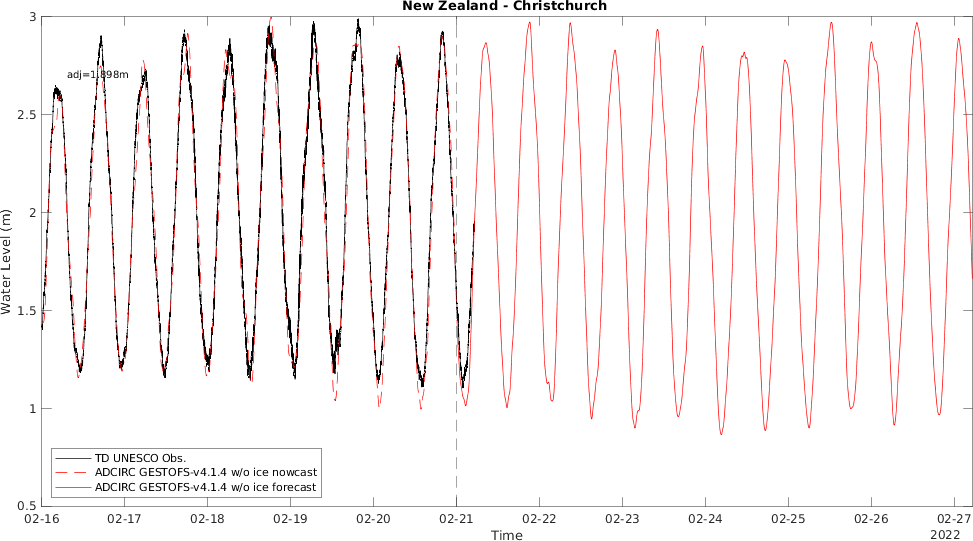 New Zealand - Christchurch
3
2.5
2
1.5
1
0.5
Water Level (m)
adj=1.898m
TD UNESCO Obs.
ADCIRC GESTOFS-v4.1.4 w/o ice nowcast
ADCIRC GESTOFS-v4.1.4 w/o ice forecast
02-16 02-17 02-18 02-19 02-20 02-21 02-22 02-23 02-24 02-25 02-26 02-27
Time
2022